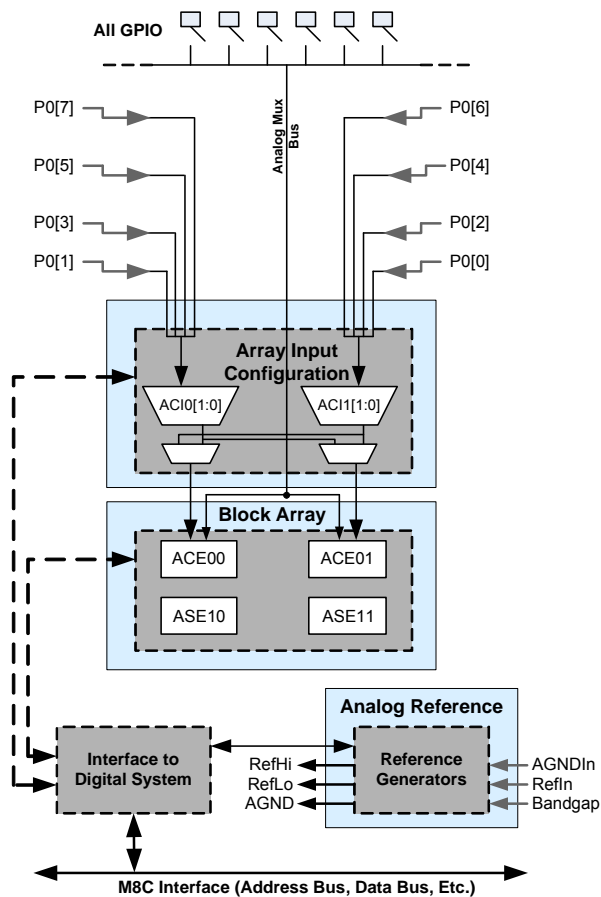 All GPIO
P0[7]
P0[6]
Analog Mux
Bus
P0[5]
P0[4]
P0[3]
P0[2]
P0[1]
P0[0]
Array Input
Configuration
ACI0[1:0]
ACI1[1:0]
Block Array
ACE00
ACE01
ASE10
ASE11
Analog Reference
Interface to
Digital System
RefHi
RefLo
AGND
Reference
Generators
AGNDIn
RefIn
Bandgap
M8C Interface (Address Bus, Data Bus, Etc.)